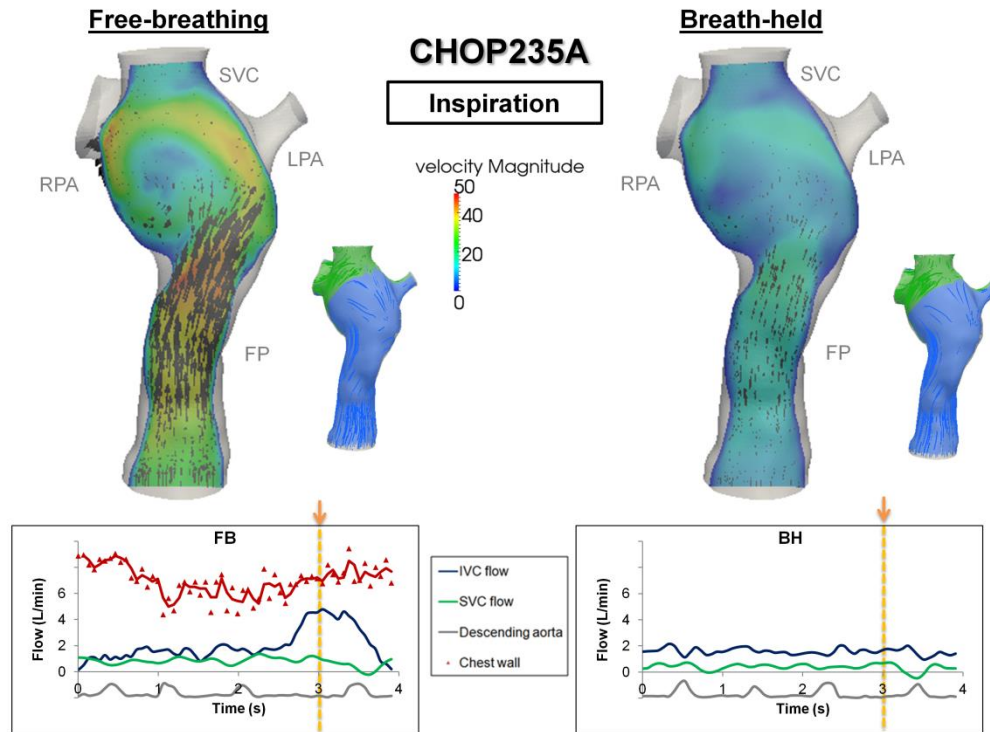 Free-breathing
Breath-held
CHOP235A
Inspiration
SVC
RPA
LPA
FP
velocity Magnitude
50
40
20
0
SVC
RPA
LPA
FP
FB
Flow (L/min)
6
4
2
0
0 1 2 3 4
Time (s)
IVC flow
SVC flow
Descending aorta
Chest wall
BH
Flow (L/min)
6
4
2
0
0 1 2 3 4
Time (s)